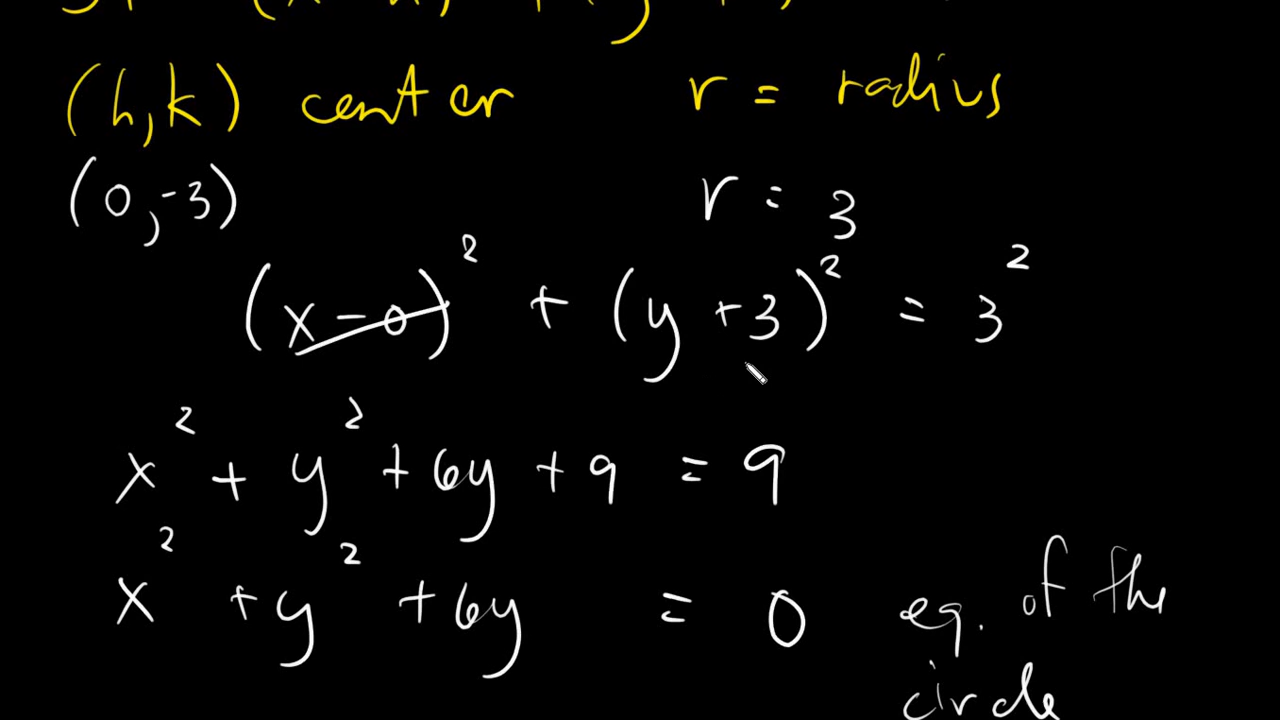 (h,k) center r = radius
(0,-3) r = 3
(x-0)² + (y+3)² = 3²
x² + y² + 6y + 9 = 9
x² + y² + 6y = 0 eq. of the
circle